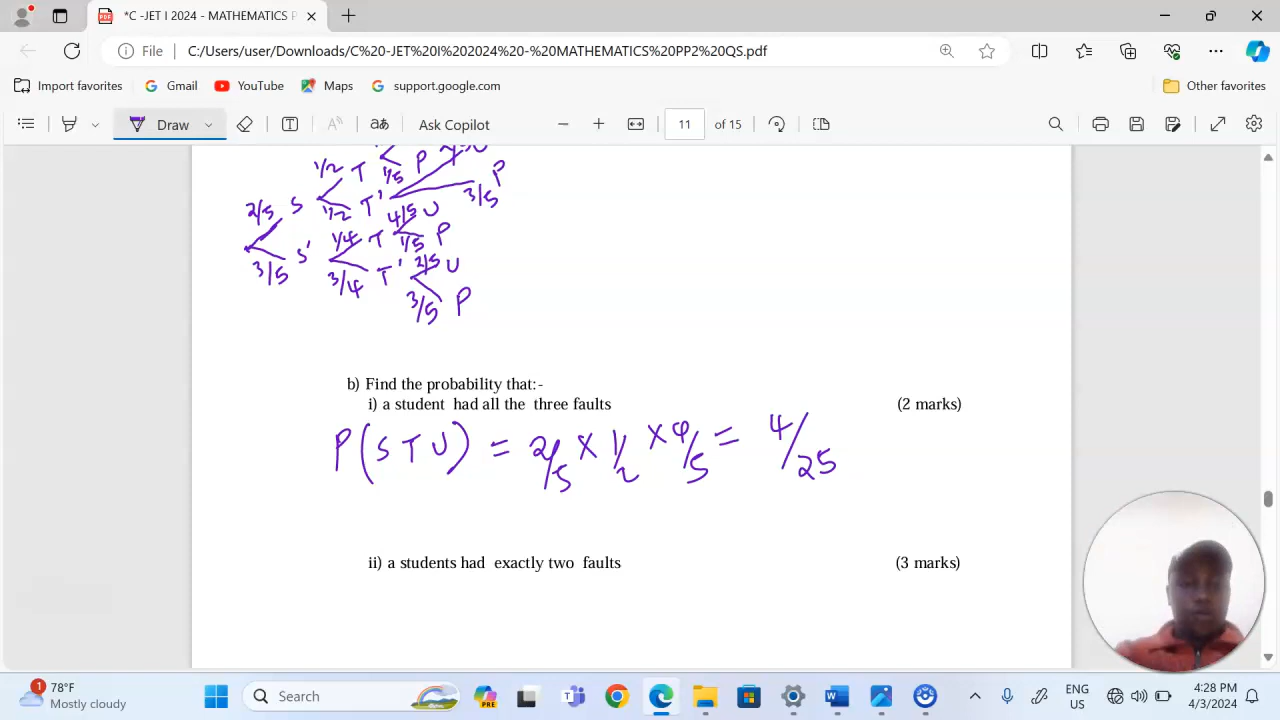 *C -JET I 2024 - MATHEMATICS P
File C:/Users/user/Downloads/C%20-JET%20I%202024%20-%20MATHEMATICS%20PP2%20QS.pdf
Import favorites Gmail YouTube Maps support.google.com Other favorites
Draw Ask Copilot 11 of 15
1/2 T 1/5 P U
2/5 S 1/2 T' 3/5 P
4/5 U
3/5 S' 1/4 T 1/5 P
3/4 T' 2/5 U
3/5 P
b) Find the probability that:-
i) a student had all the three faults (2 marks)
P(S T U) = 2/5 X 1/2 X 4/5 = 4/25
ii) a students had exactly two faults (3 marks)
1 78°F
Mostly cloudy
Search
PRE
ENG
US
4:28 PM
4/3/2024